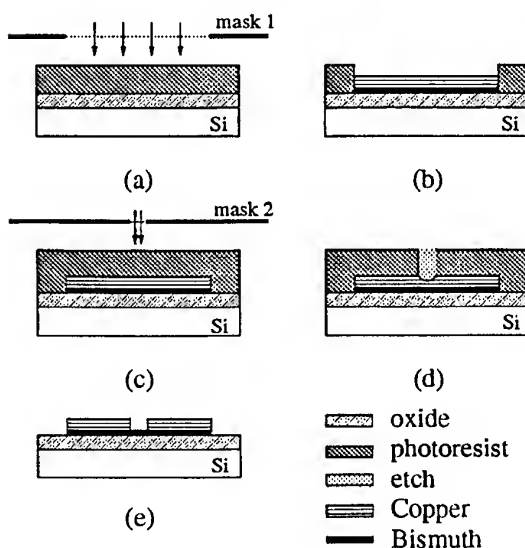 mask 1
Si
(a)
Si
(b)
mask 2
Si
(c)
Si
(d)
Si
(e)
oxide
photoresist
etch
Copper
Bismuth